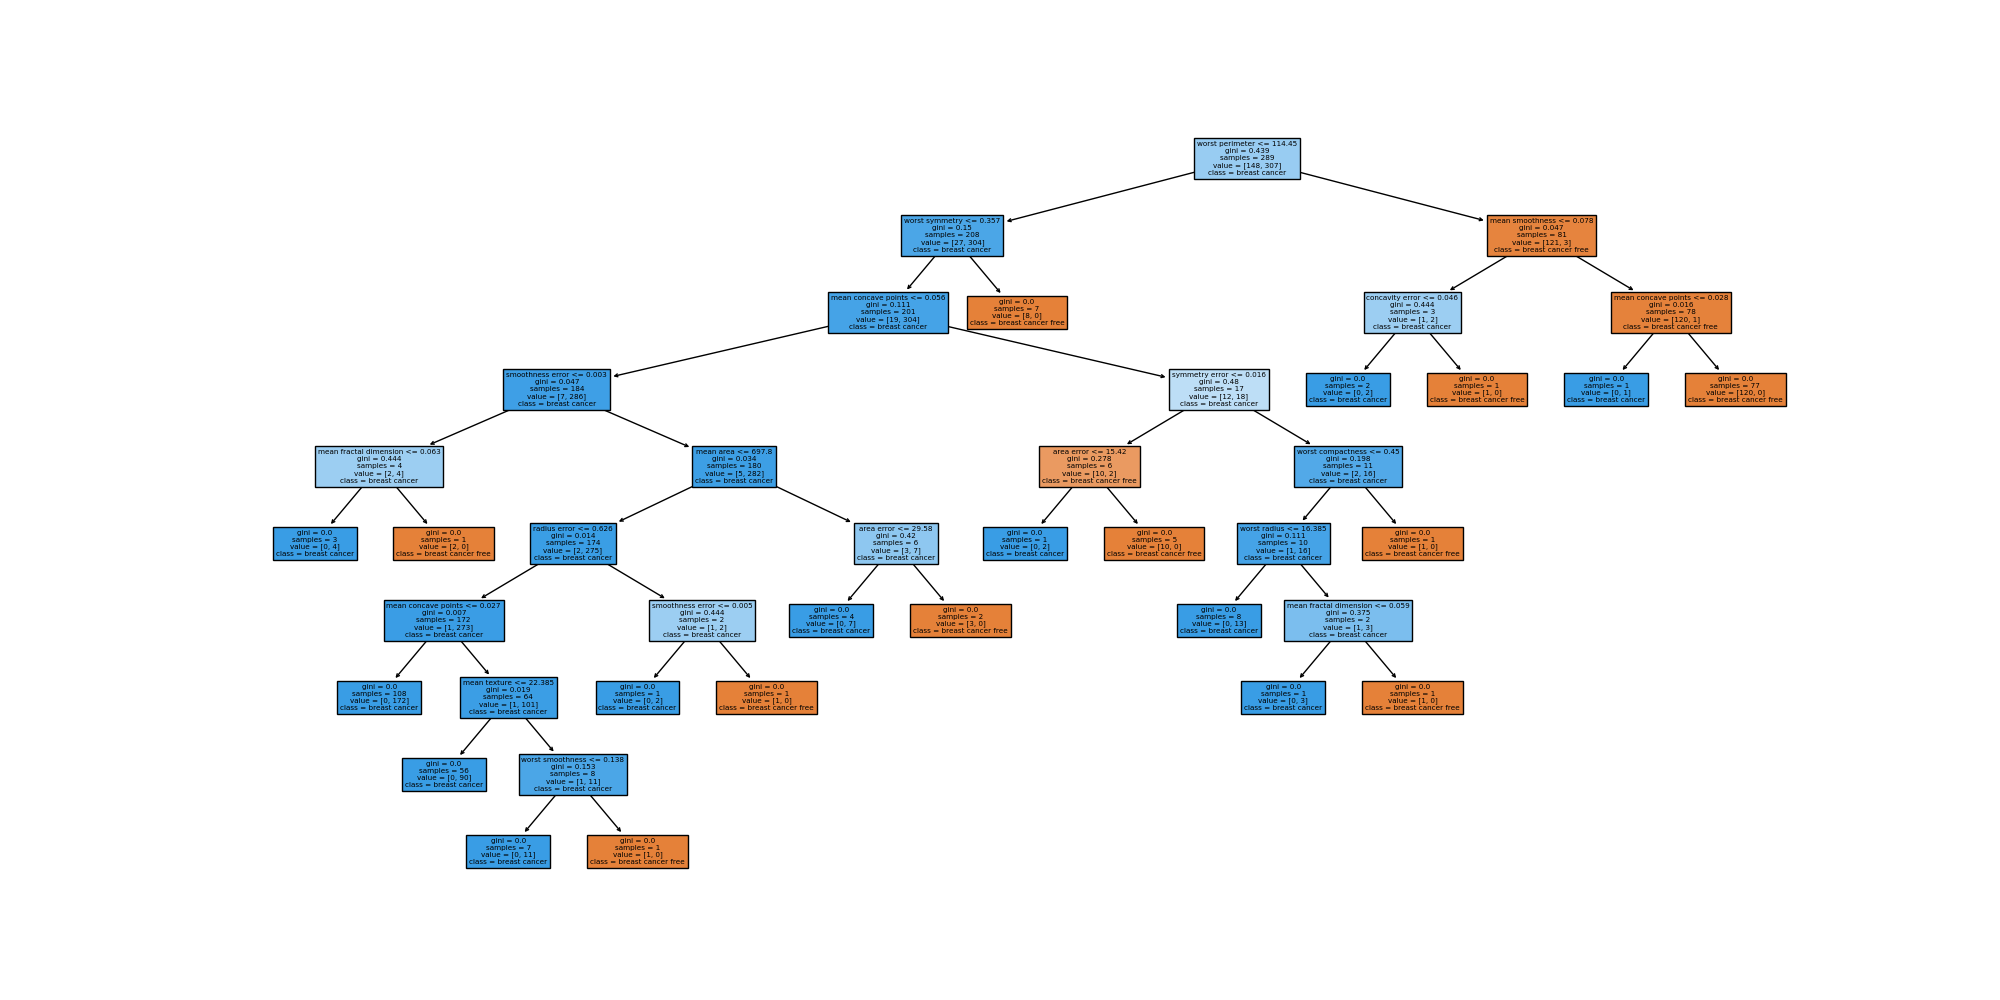 worst perimeter <= 114.45
gini = 0.439
samples = 289
value = [148, 307]
class = breast cancer
worst symmetry <= 0.357
gini = 0.15
samples = 208
value = [27, 304]
class = breast cancer
mean smoothness <= 0.078
gini = 0.047
samples = 81
value = [121, 3]
class = breast cancer free
mean concave points <= 0.056
gini = 0.111
samples = 201
value = [19, 304]
class = breast cancer
gini = 0.0
samples = 7
value = [8, 0]
class = breast cancer free
concavity error <= 0.046
gini = 0.444
samples = 3
value = [1, 2]
class = breast cancer
mean concave points <= 0.028
gini = 0.016
samples = 78
value = [120, 1]
class = breast cancer free
smoothness error <= 0.003
gini = 0.047
samples = 184
value = [7, 286]
class = breast cancer
symmetry error <= 0.016
gini = 0.48
samples = 17
value = [12, 18]
class = breast cancer
gini = 0.0
samples = 2
value = [0, 2]
class = breast cancer
gini = 0.0
samples = 1
value = [1, 0]
class = breast cancer free
gini = 0.0
samples = 1
value = [0, 1]
class = breast cancer
gini = 0.0
samples = 77
value = [120, 0]
class = breast cancer free
mean fractal dimension <= 0.063
gini = 0.444
samples = 4
value = [2, 4]
class = breast cancer
mean area <= 697.8
gini = 0.034
samples = 180
value = [5, 282]
class = breast cancer
area error <= 15.42
gini = 0.278
samples = 6
value = [10, 2]
class = breast cancer free
worst compactness <= 0.45
gini = 0.198
samples = 11
value = [2, 16]
class = breast cancer
gini = 0.0
samples = 3
value = [0, 4]
class = breast cancer
gini = 0.0
samples = 1
value = [2, 0]
class = breast cancer free
radius error <= 0.626
gini = 0.014
samples = 174
value = [2, 275]
class = breast cancer
area error <= 29.58
gini = 0.42
samples = 6
value = [3, 7]
class = breast cancer
gini = 0.0
samples = 1
value = [0, 2]
class = breast cancer
gini = 0.0
samples = 5
value = [10, 0]
class = breast cancer free
worst radius <= 16.385
gini = 0.111
samples = 10
value = [1, 16]
class = breast cancer
gini = 0.0
samples = 1
value = [1, 0]
class = breast cancer free
mean concave points <= 0.027
gini = 0.007
samples = 172
value = [1, 273]
class = breast cancer
smoothness error <= 0.005
gini = 0.444
samples = 2
value = [1, 2]
class = breast cancer
gini = 0.0
samples = 4
value = [0, 7]
class = breast cancer
gini = 0.0
samples = 2
value = [3, 0]
class = breast cancer free
gini = 0.0
samples = 8
value = [0, 13]
class = breast cancer
mean fractal dimension <= 0.059
gini = 0.375
samples = 2
value = [1, 3]
class = breast cancer
gini = 0.0
samples = 108
value = [0, 172]
class = breast cancer
mean texture <= 22.385
gini = 0.019
samples = 64
value = [1, 101]
class = breast cancer
gini = 0.0
samples = 1
value = [0, 2]
class = breast cancer
gini = 0.0
samples = 1
value = [1, 0]
class = breast cancer free
gini = 0.0
samples = 1
value = [0, 3]
class = breast cancer
gini = 0.0
samples = 1
value = [1, 0]
class = breast cancer free
gini = 0.0
samples = 56
value = [0, 90]
class = breast cancer
worst smoothness <= 0.138
gini = 0.153
samples = 8
value = [1, 11]
class = breast cancer
gini = 0.0
samples = 7
value = [0, 11]
class = breast cancer
gini = 0.0
samples = 1
value = [1, 0]
class = breast cancer free